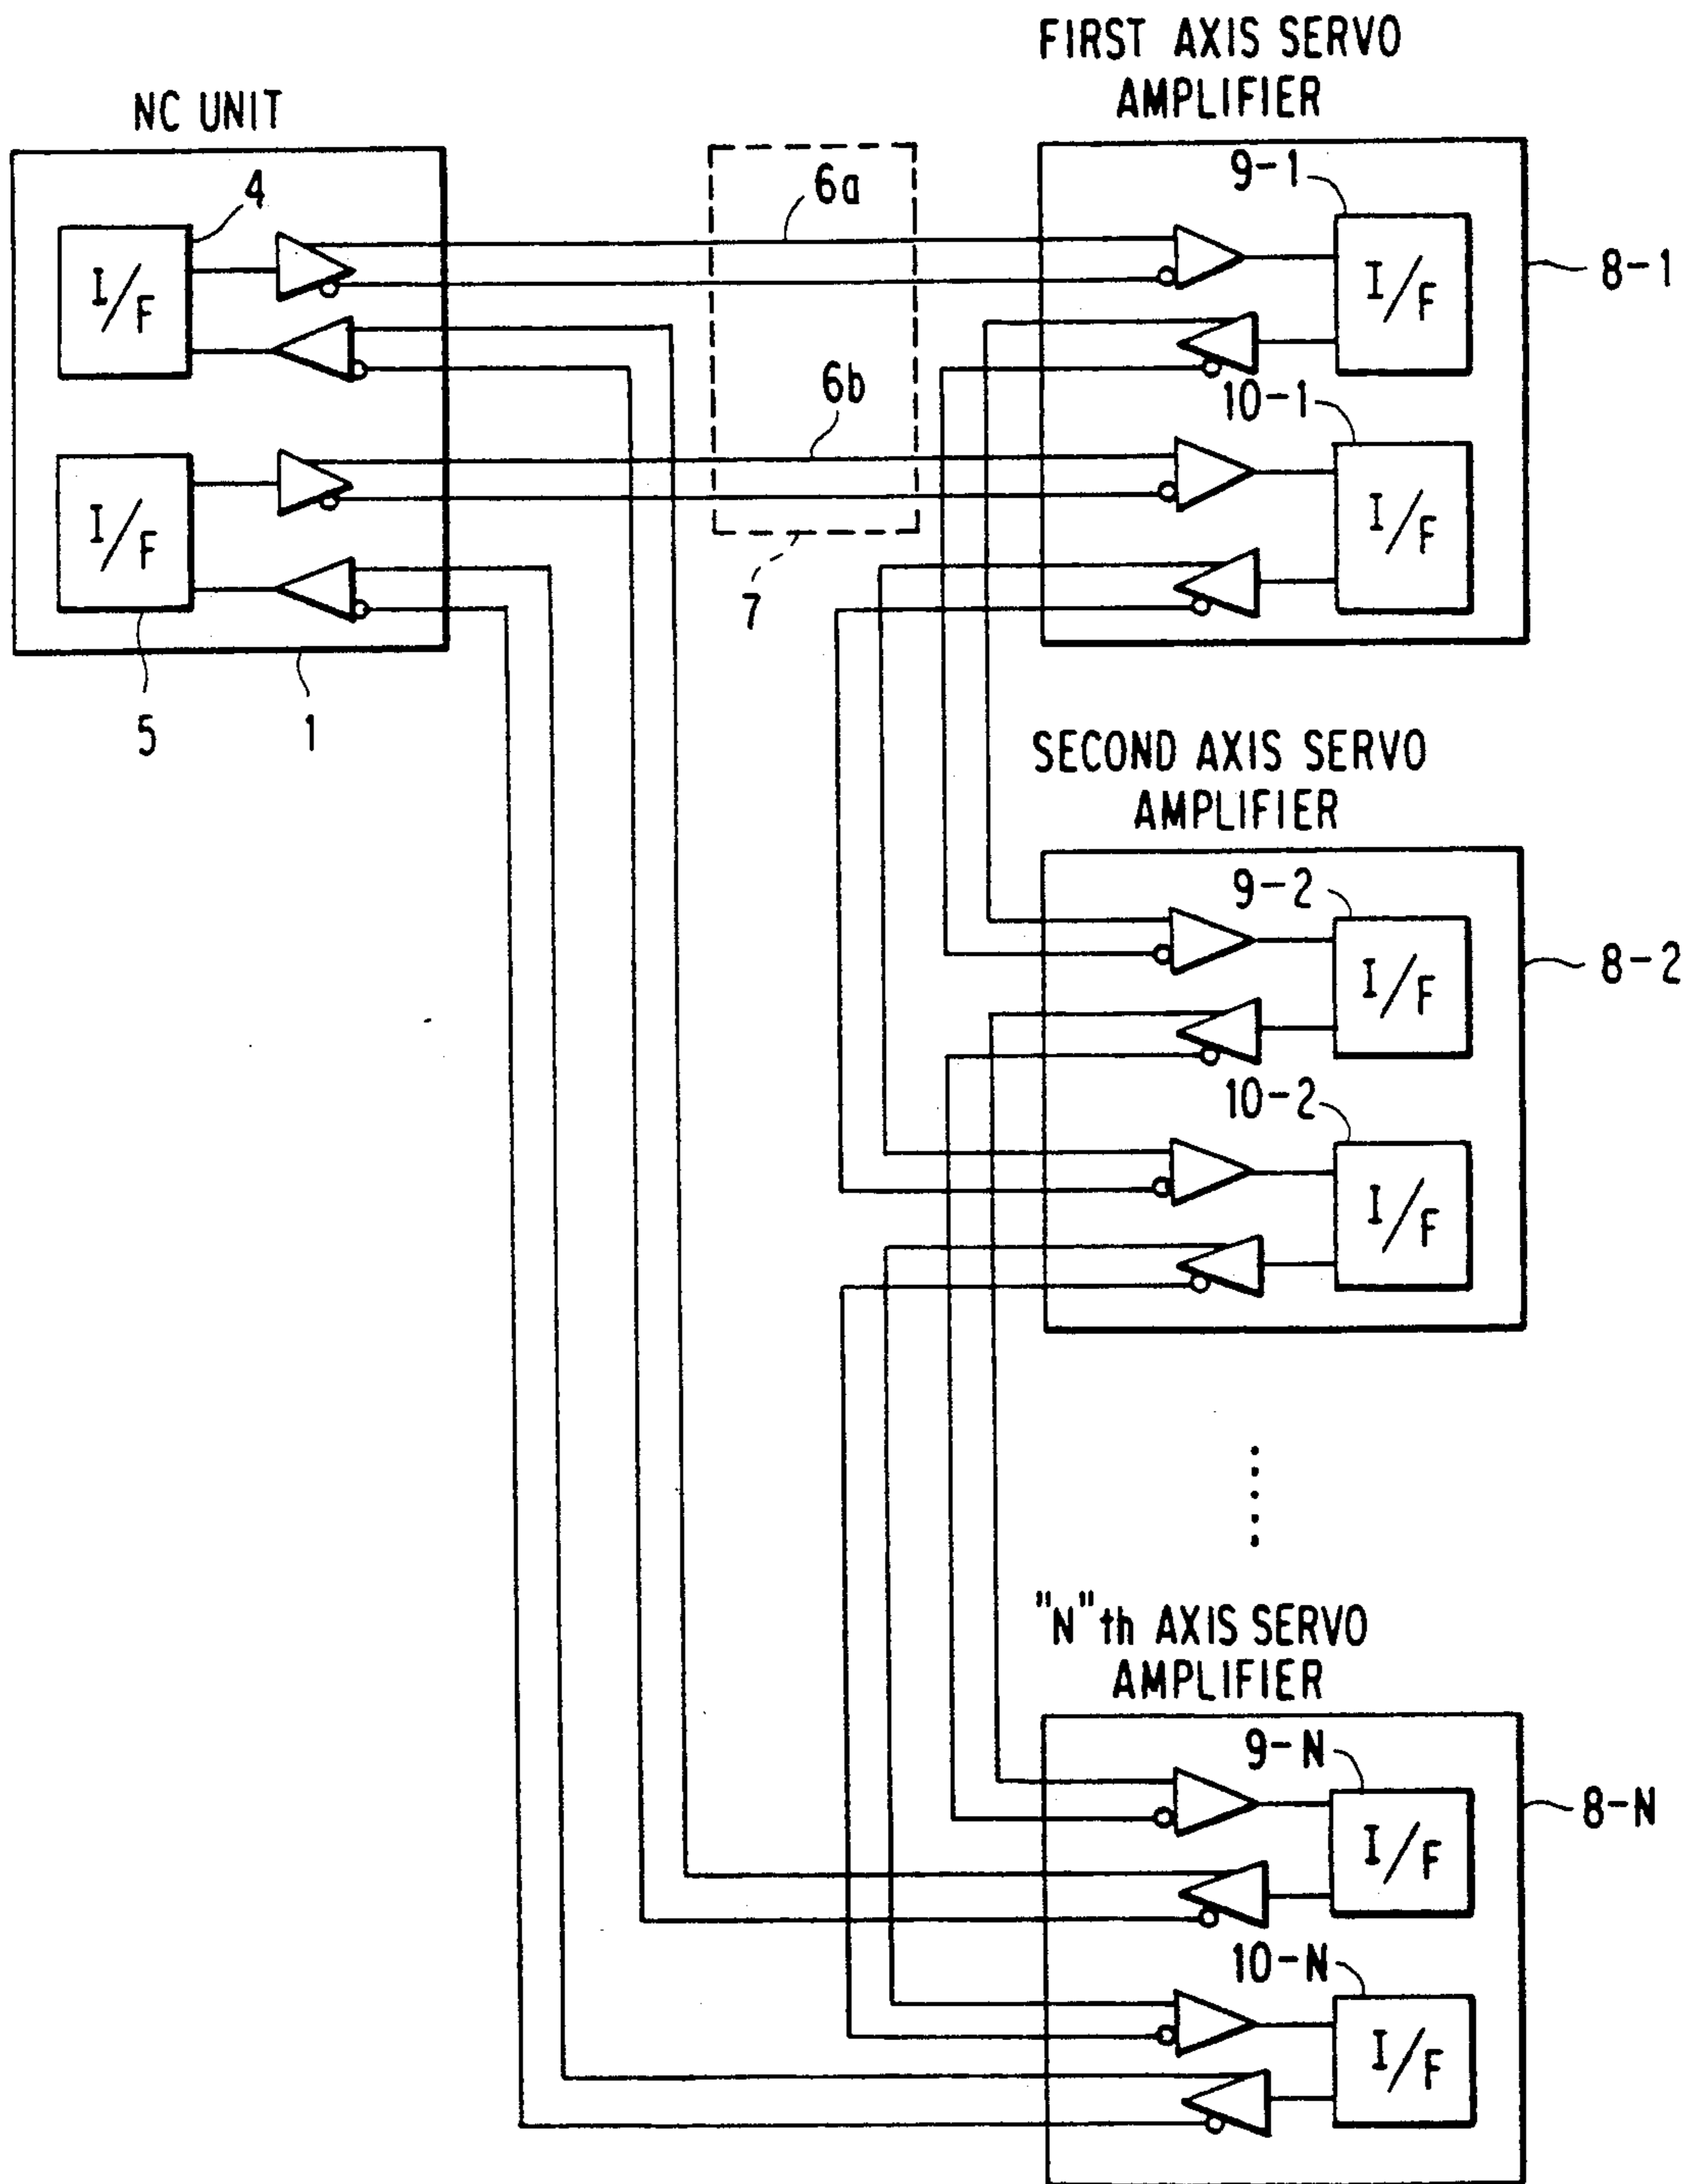 FIRST AXIS SERVO
AMPLIFIER
NC UNIT
4
I/F
6a
9-1
I/F
8-1
6b
10-1
I/F
I/F
7
5
1
SECOND AXIS SERVO
AMPLIFIER
9-2
I/F
8-2
10-2
I/F
"N"th AXIS SERVO
AMPLIFIER
9-N
I/F
8-N
10-N
I/F